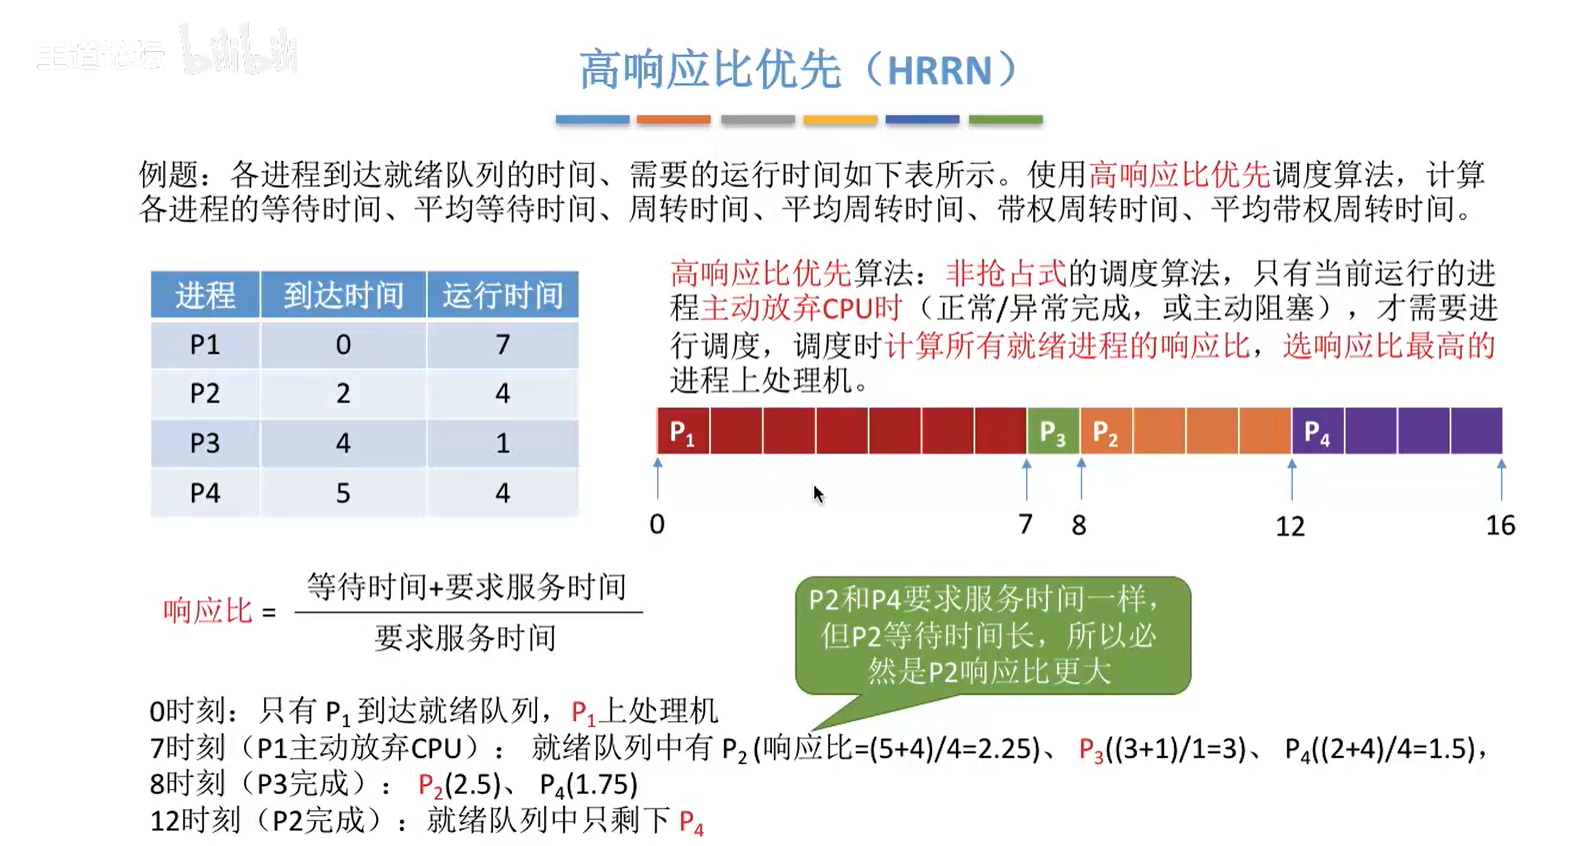 王道论坛 bilibili
高响应比优先（HRRN）
例题：各进程到达就绪队列的时间、需要的运行时间如下表所示。使用高响应比优先调度算法，计算
各进程的等待时间、平均等待时间、周转时间、平均周转时间、带权周转时间、平均带权周转时间。
进程 到达时间 运行时间
P1 0 7
P2 2 4
P3 4 1
P4 5 4
高响应比优先算法：非抢占式的调度算法，只有当前运行的进
程主动放弃CPU时（正常/异常完成，或主动阻塞），才需要进
行调度，调度时计算所有就绪进程的响应比，选响应比最高的
进程上处理机。
P1 P3 P2 P4
0 7 8 12 16
响应比 = 等待时间+要求服务时间
要求服务时间
P2和P4要求服务时间一样，
但P2等待时间长，所以必
然是P2响应比更大
0时刻：只有 P1 到达就绪队列，P1上处理机
7时刻（P1主动放弃CPU）： 就绪队列中有 P2 (响应比=(5+4)/4=2.25)、 P3((3+1)/1=3)、 P4((2+4)/4=1.5)，
8时刻（P3完成）： P2(2.5)、 P4(1.75)
12时刻（P2完成）：就绪队列中只剩下 P4